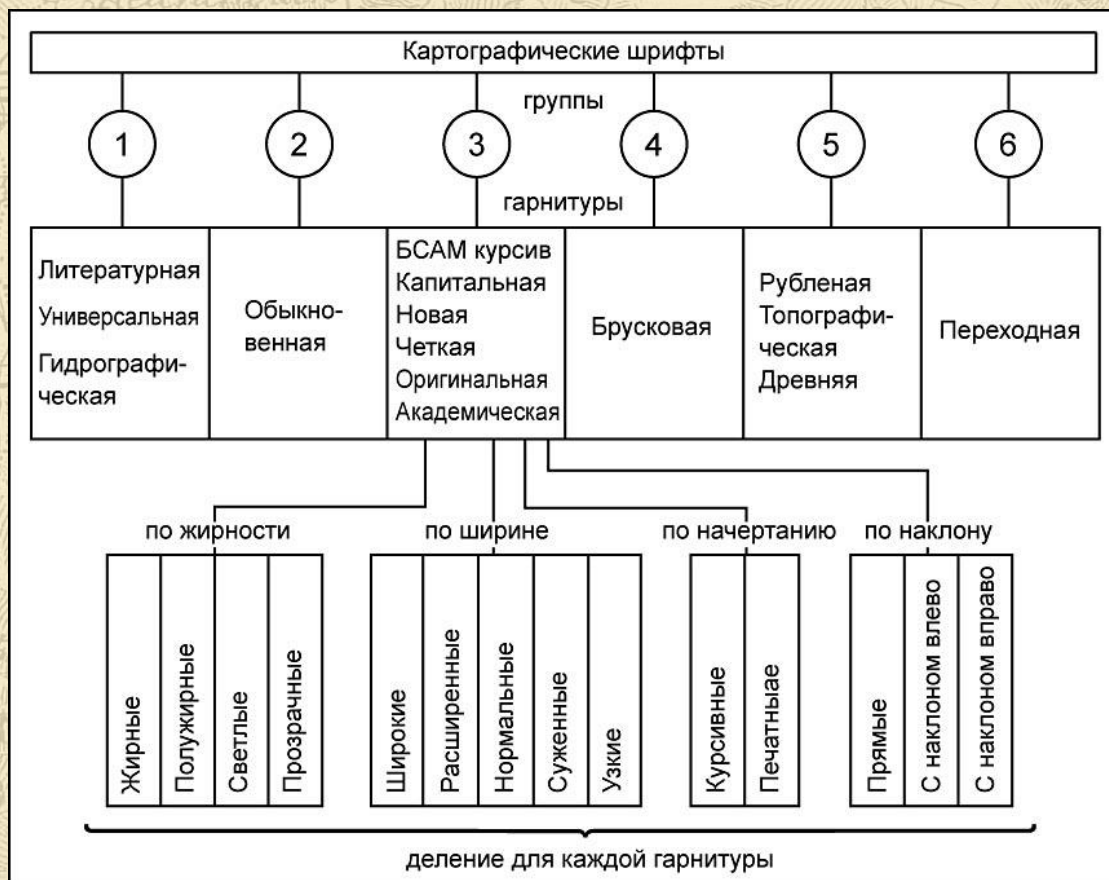 Картографические шрифты
группы
1 2 3 4 5 6
гарнитуры
Литературная
Универсальная
Гидрографи-
ческая
Обыкно-
венная
БСАМ курсив
Капитальная
Новая
Четкая
Оригинальная
Академическая
Брусковая
Рубленая
Топографи-
ческая
Древняя
Переходная
по жирности
Жирные
Полужирные
Светлые
Прозрачные
по ширине
Широкие
Расширенные
Нормальные
Суженные
Узкие
по начертанию
Курсивные
Печатныае
по наклону
Прямые
С наклоном влево
С наклоном вправо
деление для каждой гарнитуры